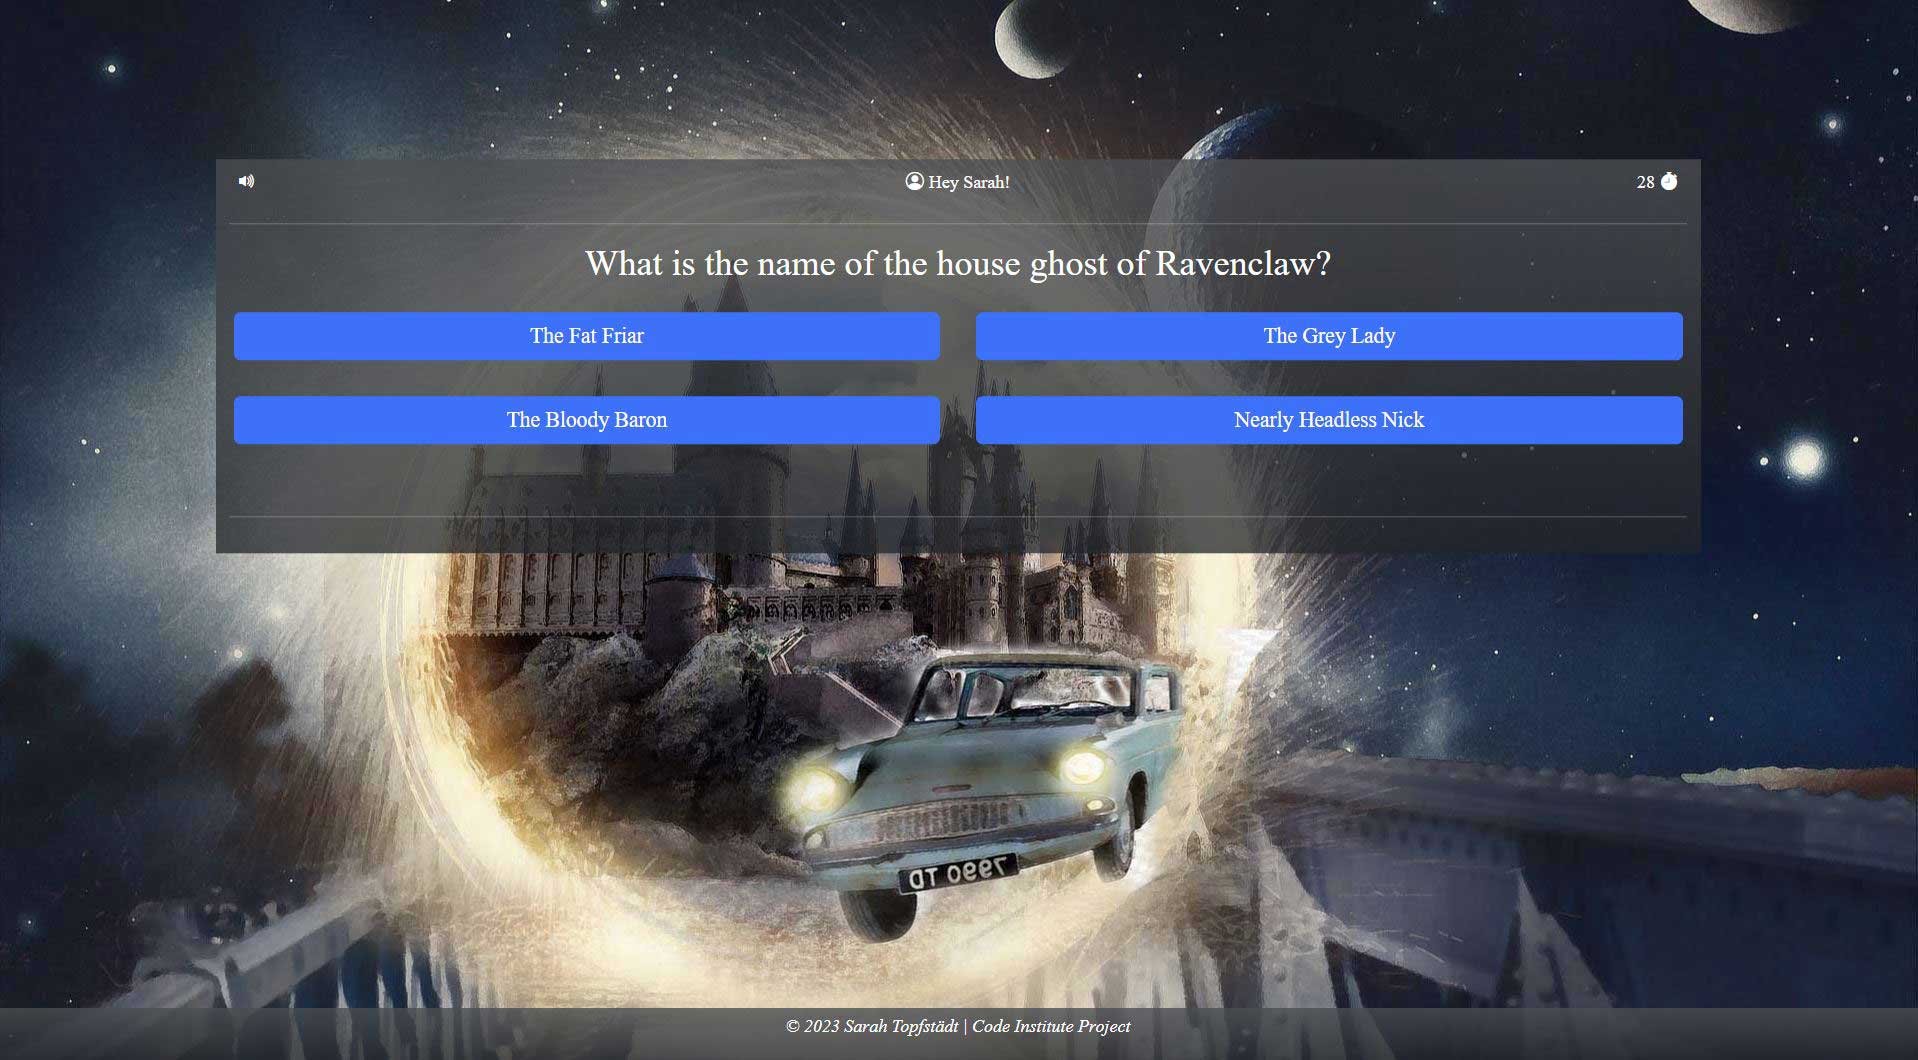 Hey Sarah!
28
What is the name of the house ghost of Ravenclaw?
The Fat Friar
The Grey Lady
The Bloody Baron
Nearly Headless Nick
7990 TD
© 2023 Sarah Topfstädt | Code Institute Project